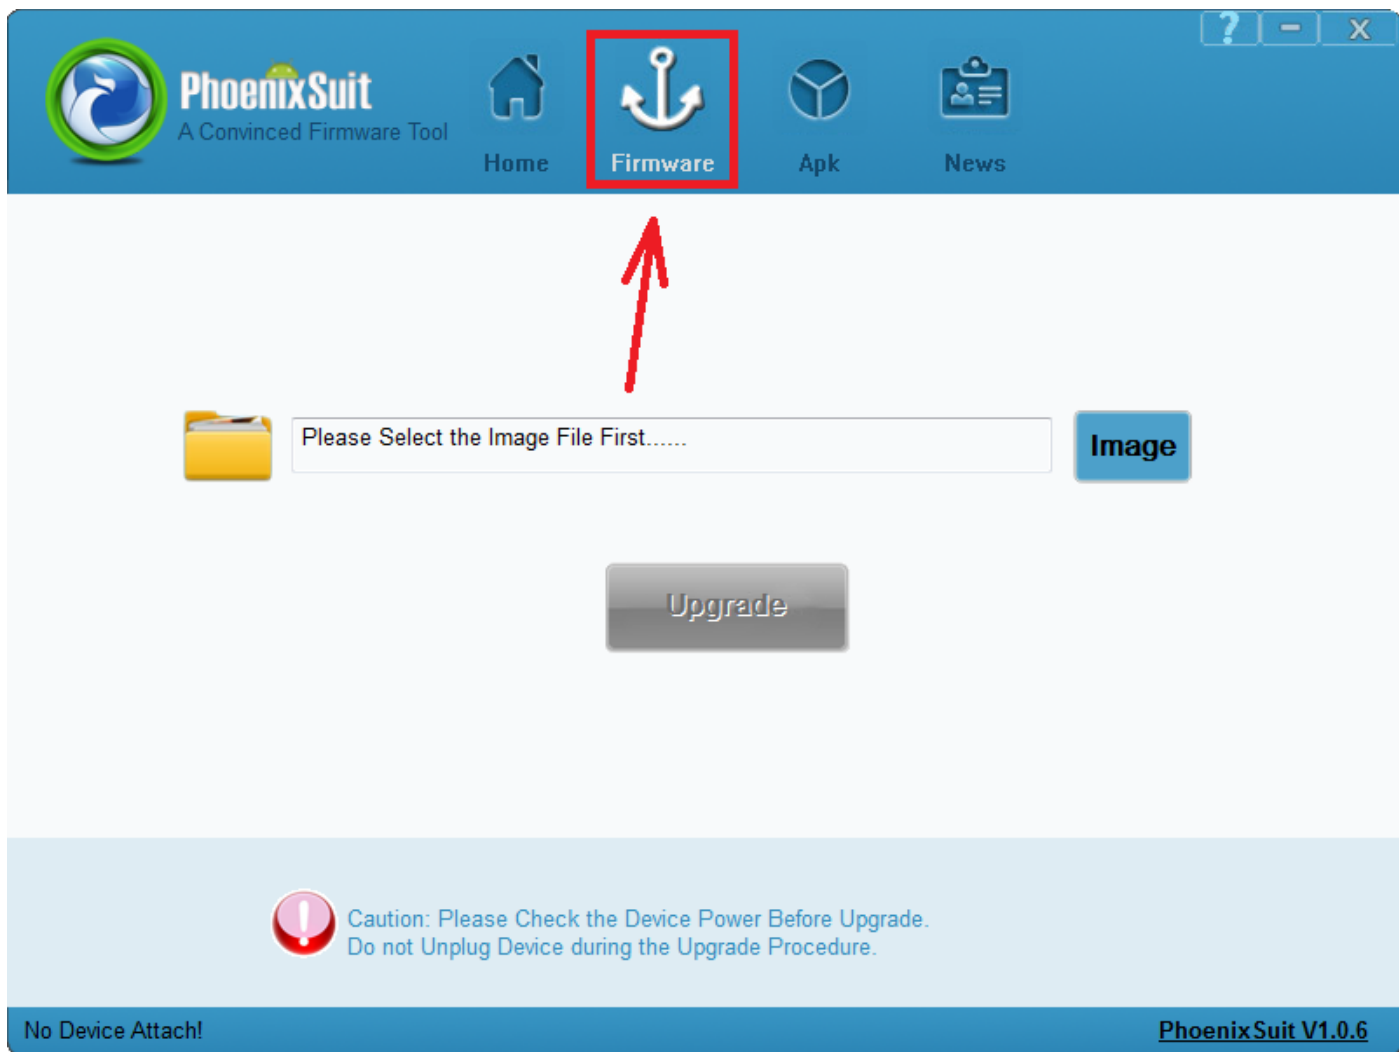 PhoenixSuit
A Convinced Firmware Tool
Home
Firmware
Apk
News
? – X
Please Select the Image File First......
Image
Upgrade
Caution: Please Check the Device Power Before Upgrade.
Do not Unplug Device during the Upgrade Procedure.
No Device Attach!
PhoenixSuit V1.0.6